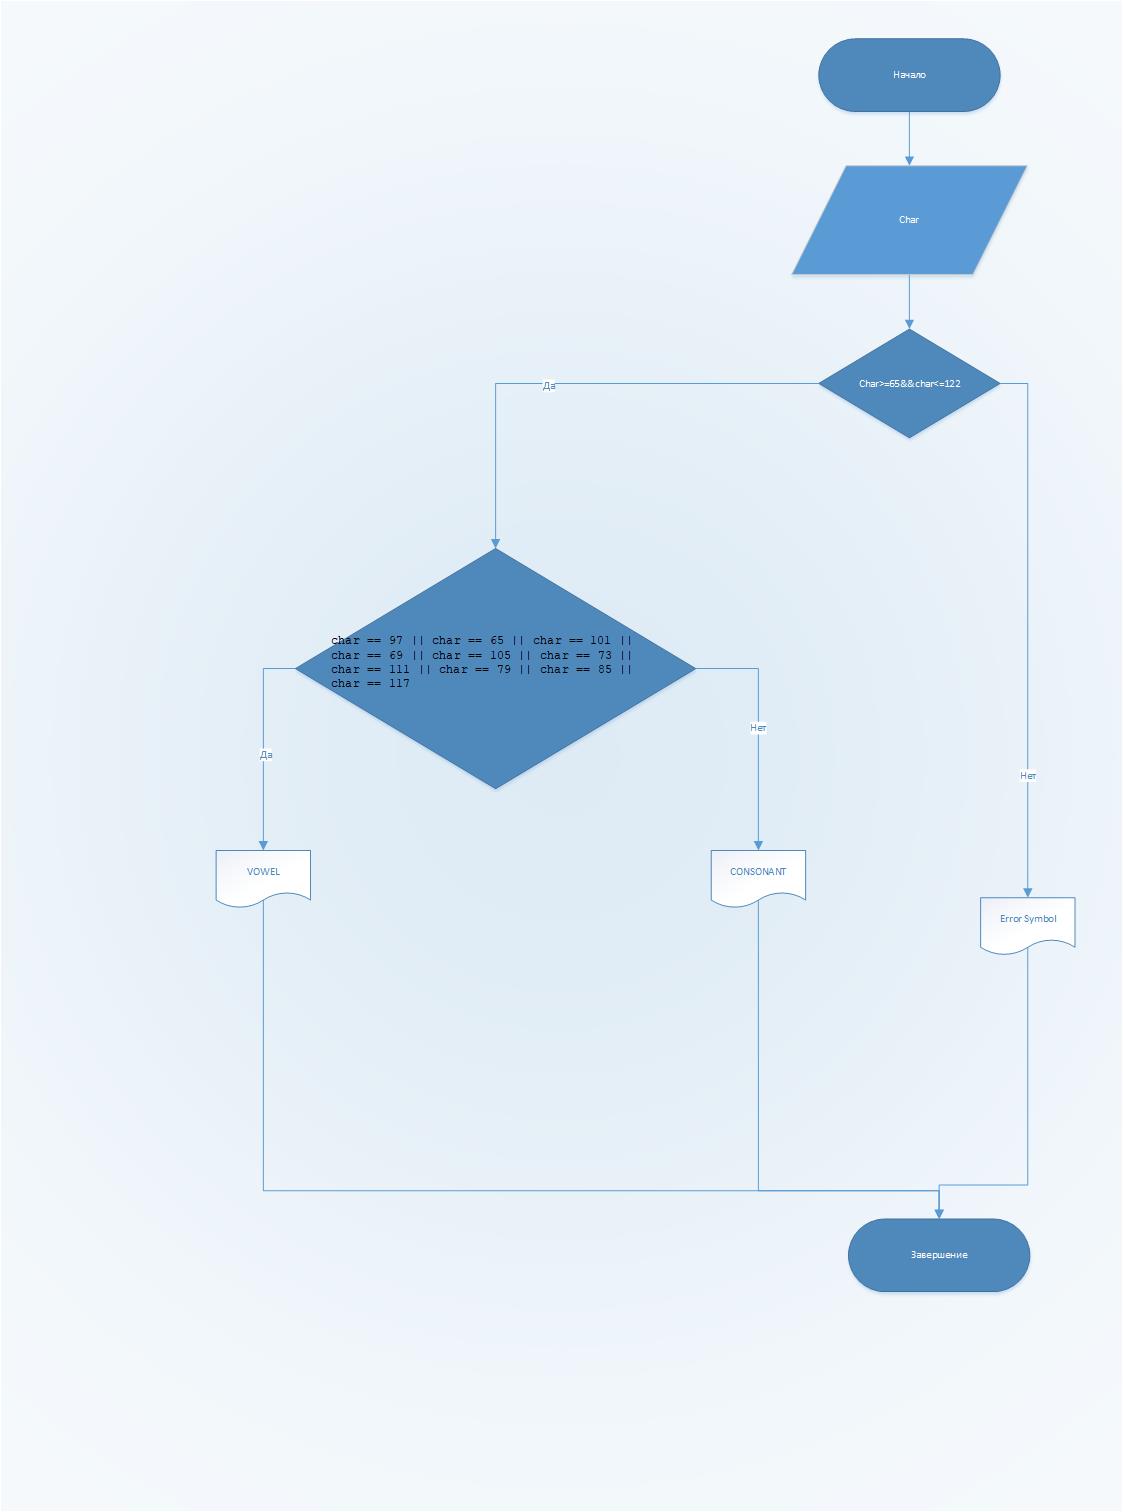 Начало
Char
Char>=65&&char<=122
Да
char == 97 || char == 65 || char == 101 ||
char == 69 || char == 105 || char == 73 ||
char == 111 || char == 79 || char == 85 ||
char == 117
Нет
Да
Нет
VOWEL
CONSONANT
Error Symbol
Завершение